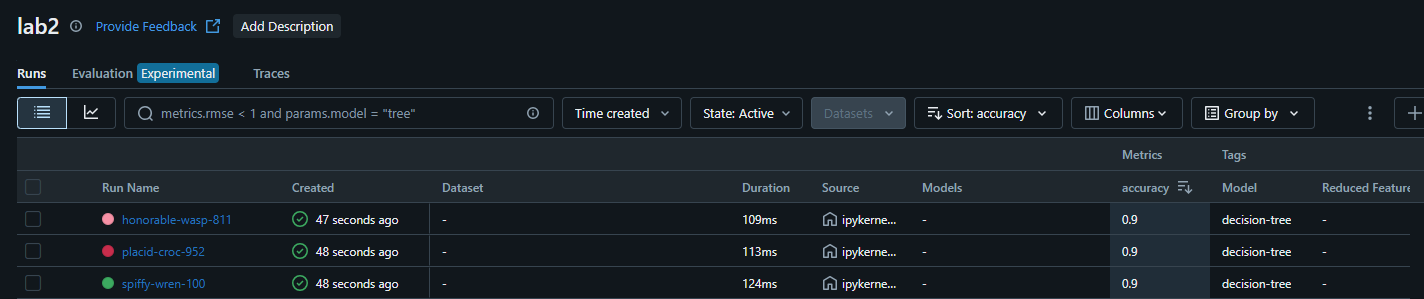 lab2 Provide Feedback Add Description
Runs Evaluation Experimental Traces
metrics.rmse < 1 and params.model = "tree" Time created State: Active Datasets Sort: accuracy Columns Group by
Metrics Tags
Run Name Created Dataset Duration Source Models accuracy Model Reduced Feature
honorable-wasp-811 47 seconds ago - 109ms ipykerne... - 0.9 decision-tree -
placid-croc-952 48 seconds ago - 113ms ipykerne... - 0.9 decision-tree -
spiffy-wren-100 48 seconds ago - 124ms ipykerne... - 0.9 decision-tree -